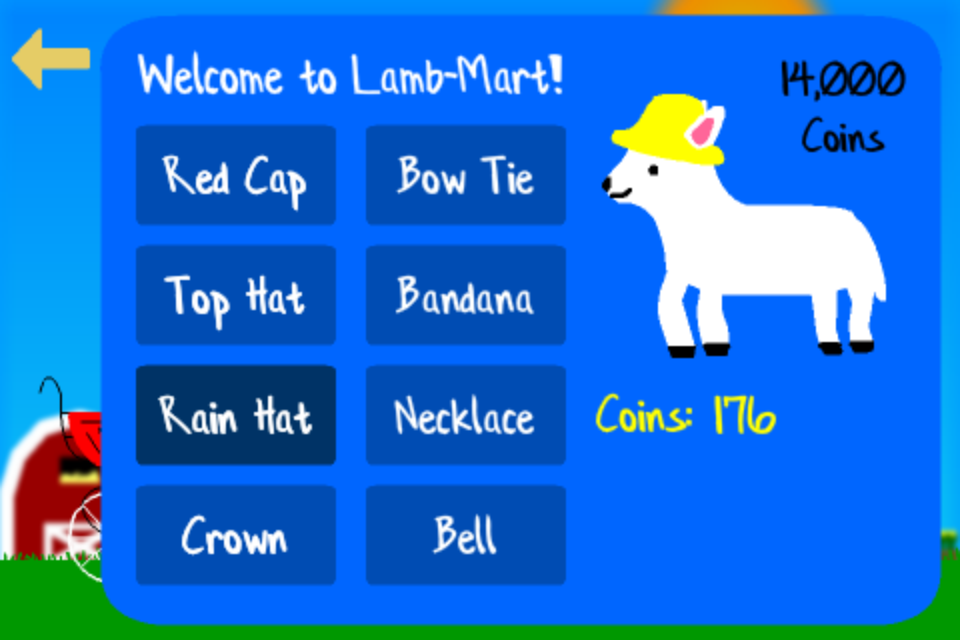 Welcome to Lamb-Mart!
14,000
Coins
Red Cap
Bow Tie
Top Hat
Bandana
Rain Hat
Necklace
Coins: 176
Crown
Bell